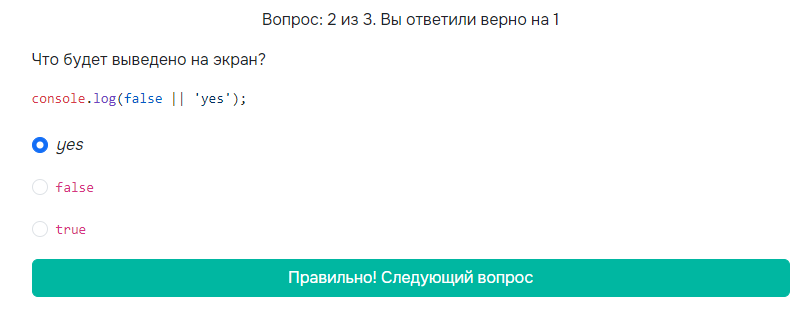 Вопрос: 2 из 3. Вы ответили верно на 1
Что будет выведено на экран?
console.log(false || 'yes');
yes
false
true
Правильно! Следующий вопрос